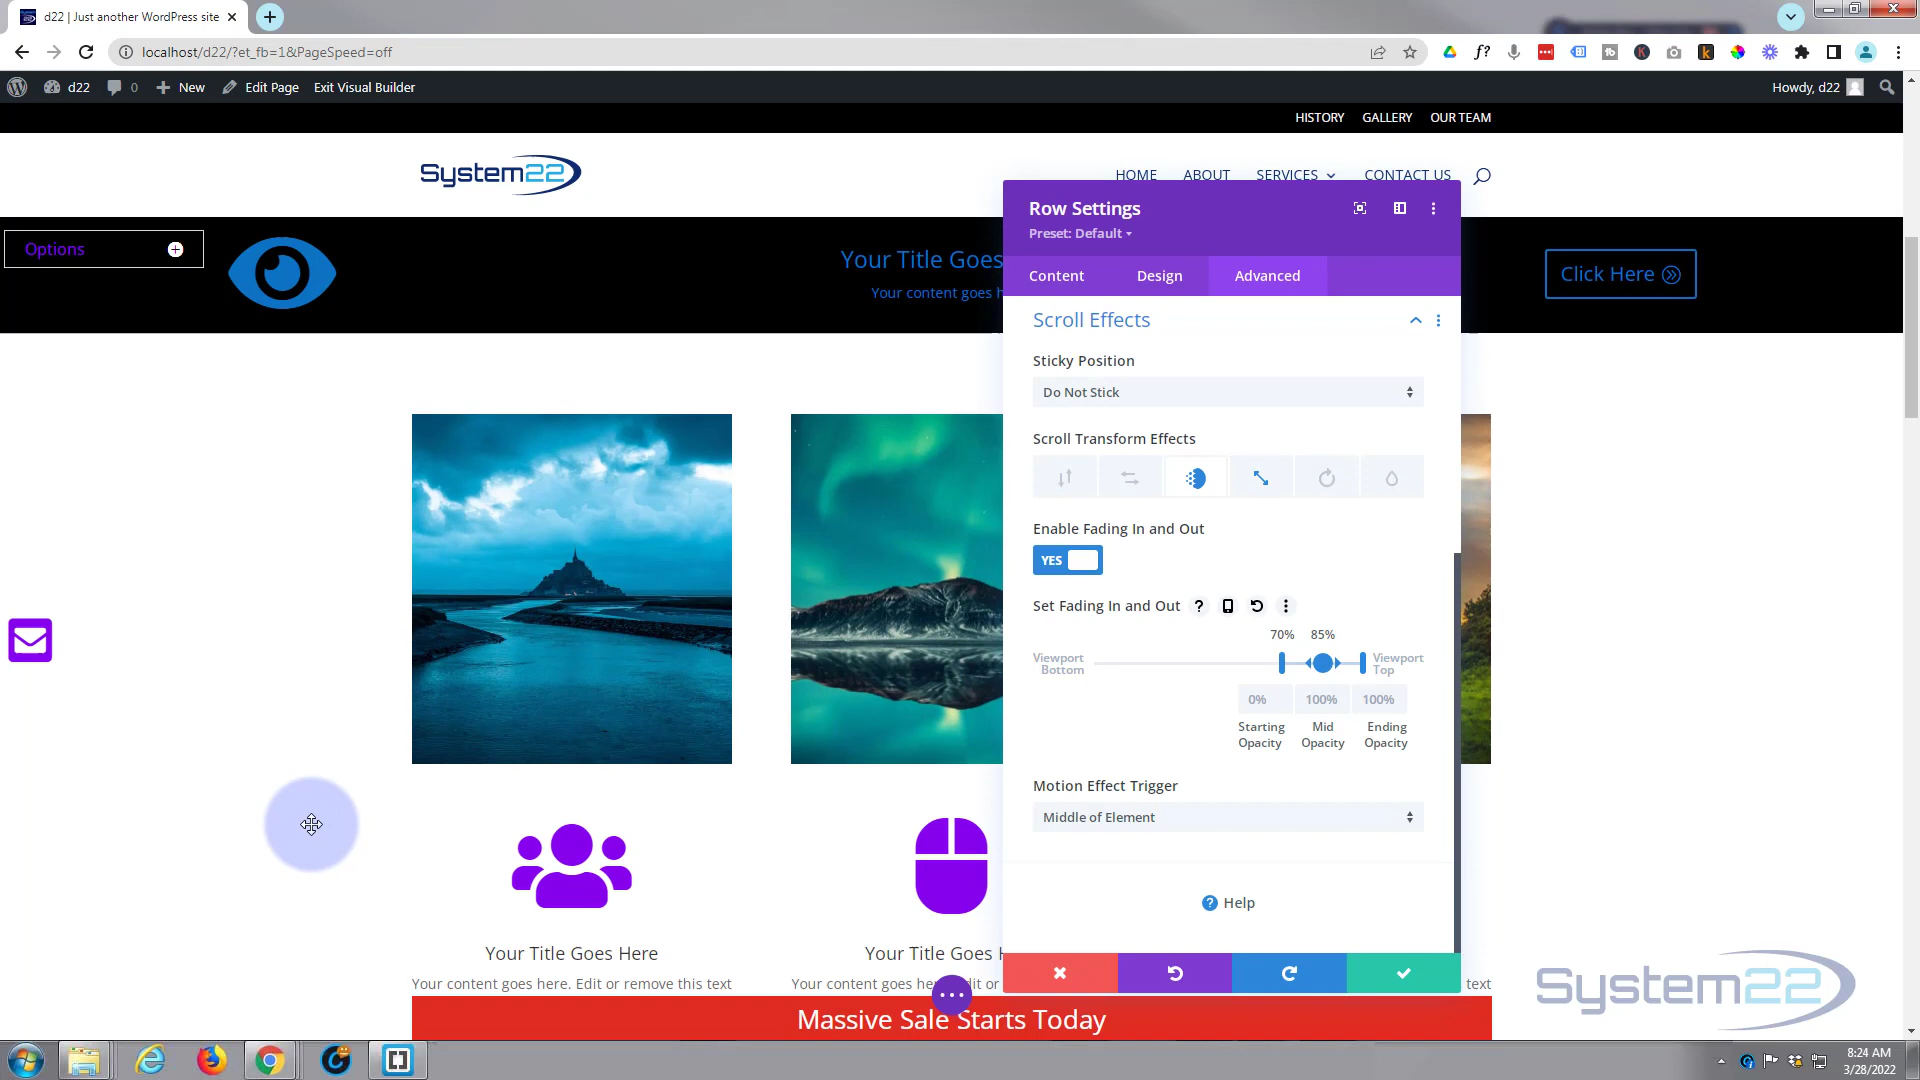 d22 | Just another WordPress site
localhost/d22/?et_fb=1&PageSpeed=off
d22 0 New Edit Page Exit Visual Builder Howdy, d22
HISTORY GALLERY OUR TEAM
System22
HOME ABOUT SERVICES CONTACT US
Options
Your Title Goes
Your content goes h
Click Here
Row Settings
Preset: Default
Content Design Advanced
Scroll Effects
Sticky Position
Do Not Stick
Scroll Transform Effects
Enable Fading In and Out
YES
Set Fading In and Out ?
70% 85%
Viewport Bottom
Viewport Top
0% 100% 100%
Starting Opacity
Mid Opacity
Ending Opacity
Motion Effect Trigger
Middle of Element
? Help
Your Title Goes Here
Your content goes here. Edit or remove this text
Your Title Goes H
Your content goes here. Edit or
text
Massive Sale Starts Today
System22
8:24 AM
3/28/2022